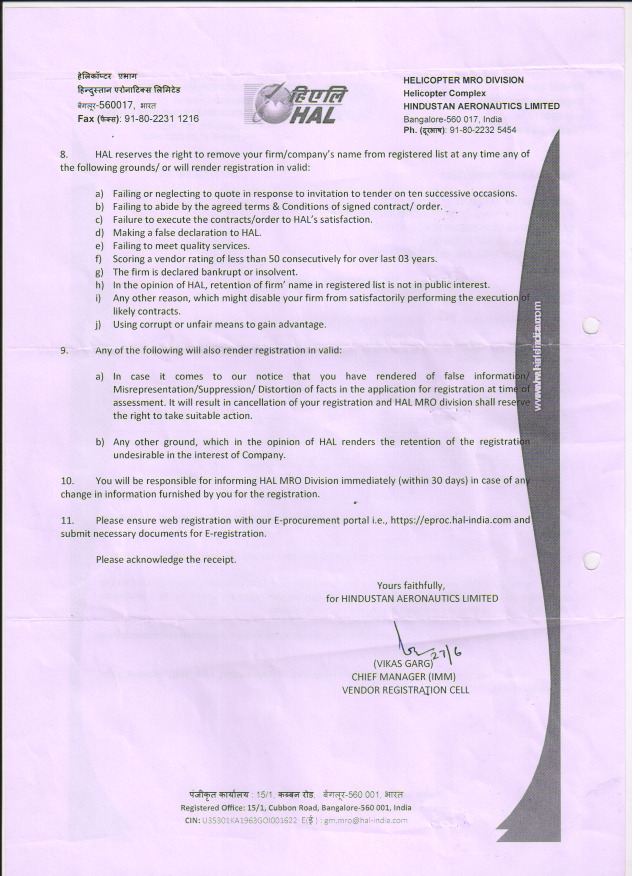 हेलिकॉप्टर प्रभाग
हिन्दुस्तान एरोनाटिक्स लिमिटेड
बेंगलूर-560017, भारत
Fax (फैक्स): 91-80-2231 1216
हिएलि
HAL
HELICOPTER MRO DIVISION
Helicopter Complex
HINDUSTAN AERONAUTICS LIMITED
Bangalore-560 017, India
Ph. (दूरभाष): 91-80-2232 5454
8. HAL reserves the right to remove your firm/company's name from registered list at any time any of
the following grounds/ or will render registration in valid:
a) Failing or neglecting to quote in response to invitation to tender on ten successive occasions.
b) Failing to abide by the agreed terms & Conditions of signed contract/ order.
c) Failure to execute the contracts/order to HAL's satisfaction.
d) Making a false declaration to HAL.
e) Failing to meet quality services.
f) Scoring a vendor rating of less than 50 consecutively for over last 03 years.
g) The firm is declared bankrupt or insolvent.
h) In the opinion of HAL, retention of firm' name in registered list is not in public interest.
i) Any other reason, which might disable your firm from satisfactorily performing the execution of
likely contracts.
j) Using corrupt or unfair means to gain advantage.
9. Any of the following will also render registration in valid:
a) In case it comes to our notice that you have rendered of false information/
Misrepresentation/Suppression/ Distortion of facts in the application for registration at time of
assessment. It will result in cancellation of your registration and HAL MRO division shall reserve
the right to take suitable action.
b) Any other ground, which in the opinion of HAL renders the retention of the registration
undesirable in the interest of Company.
10. You will be responsible for informing HAL MRO Division immediately (within 30 days) in case of any
change in information furnished by you for the registration.
11. Please ensure web registration with our E-procurement portal i.e., https://eproc.hal-india.com and
submit necessary documents for E-registration.
Please acknowledge the receipt.
Yours faithfully,
for HINDUSTAN AERONAUTICS LIMITED
27/6
(VIKAS GARG)
CHIEF MANAGER (IMM)
VENDOR REGISTRATION CELL
पंजीकृत कार्यालय : 15/1, कब्बन रोड, बेंगलूर-560 001, भारत
Registered Office: 15/1, Cubbon Road, Bangalore-560 001, India
CIN: U35301KA1963GOI001622 E(ई) : gm.mro@hal-india.com